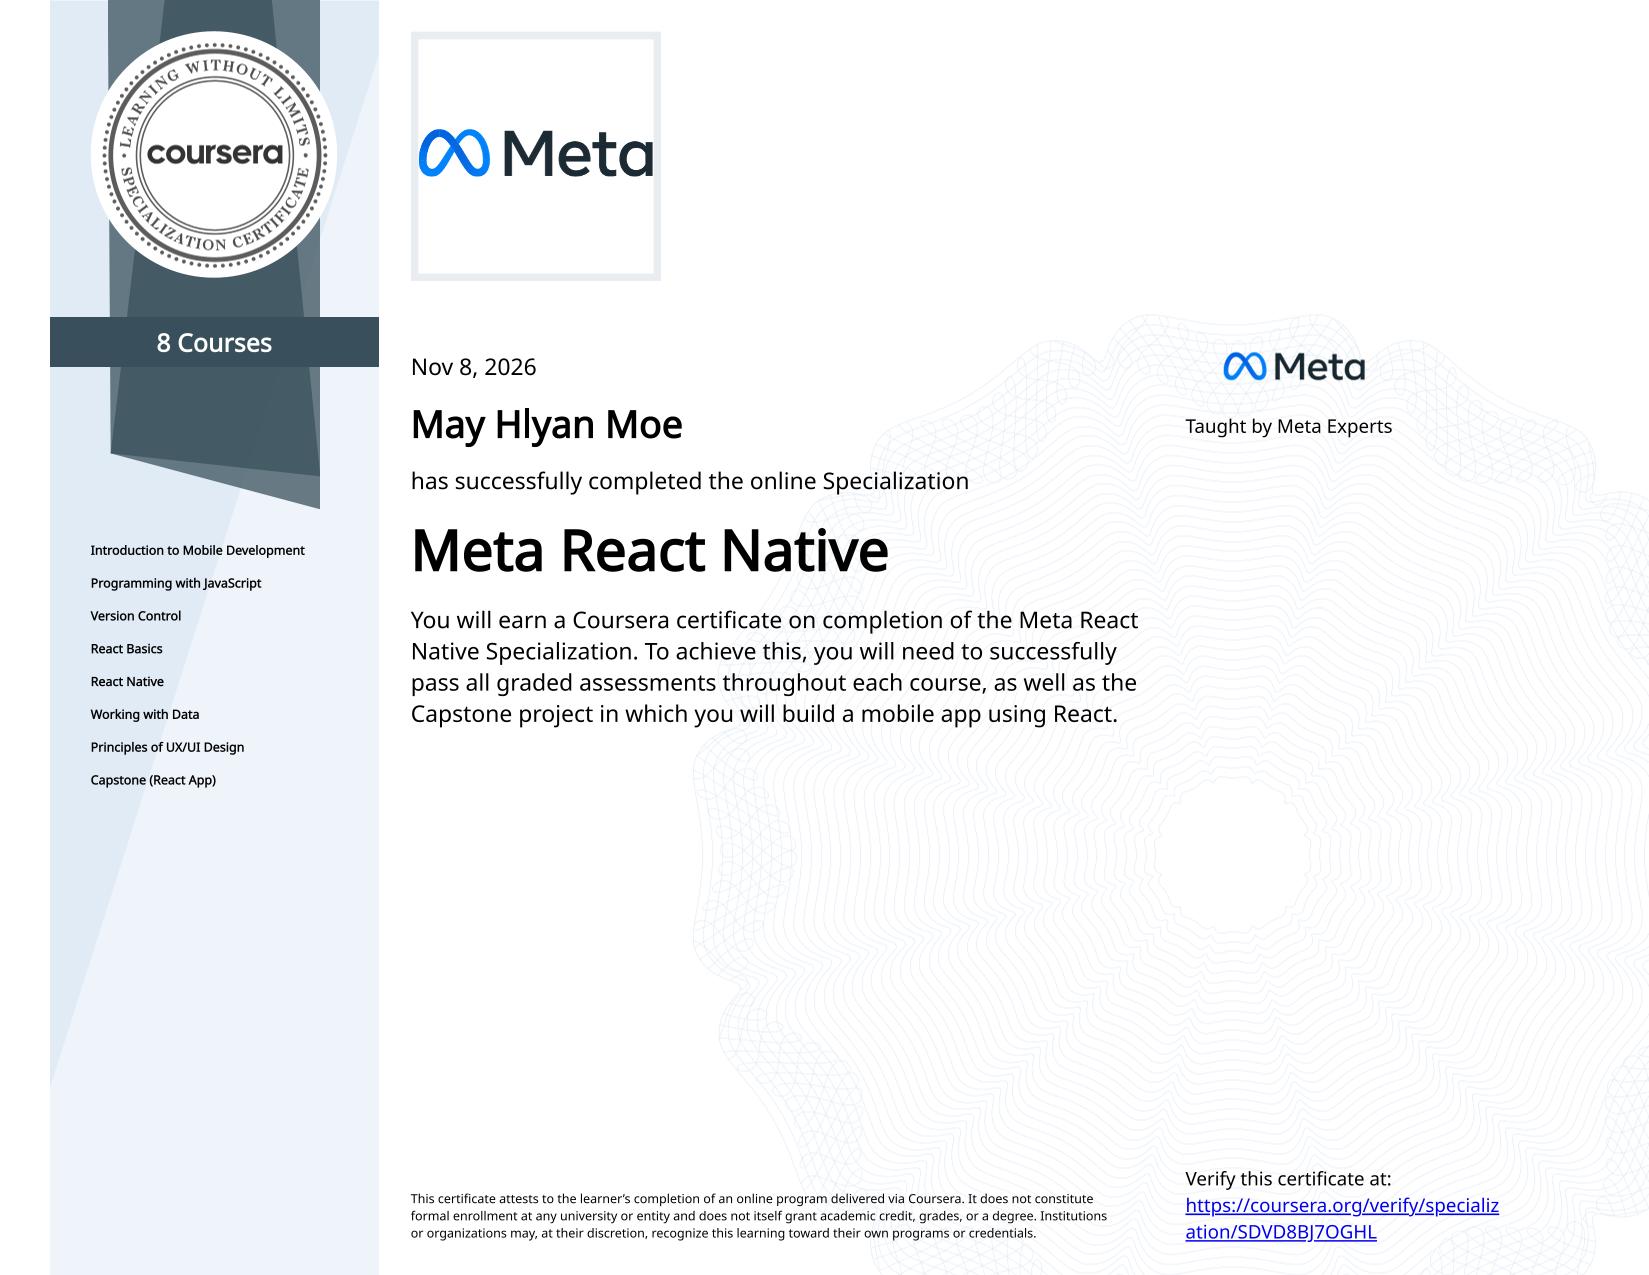 LEARNING WITHOUT LIMITS
coursera
SPECIALIZATION CERTIFICATE
8 Courses
Introduction to Mobile Development
Programming with JavaScript
Version Control
React Basics
React Native
Working with Data
Principles of UX/UI Design
Capstone (React App)
Meta
Nov 8, 2026
May Hlyan Moe
has successfully completed the online Specialization
Meta React Native
You will earn a Coursera certificate on completion of the Meta React
Native Specialization. To achieve this, you will need to successfully
pass all graded assessments throughout each course, as well as the
Capstone project in which you will build a mobile app using React.
Meta
Taught by Meta Experts
This certificate attests to the learner’s completion of an online program delivered via Coursera. It does not constitute
formal enrollment at any university or entity and does not itself grant academic credit, grades, or a degree. Institutions
or organizations may, at their discretion, recognize this learning toward their own programs or credentials.
Verify this certificate at:
https://coursera.org/verify/specializ
ation/SDVD8BJ7OGHL